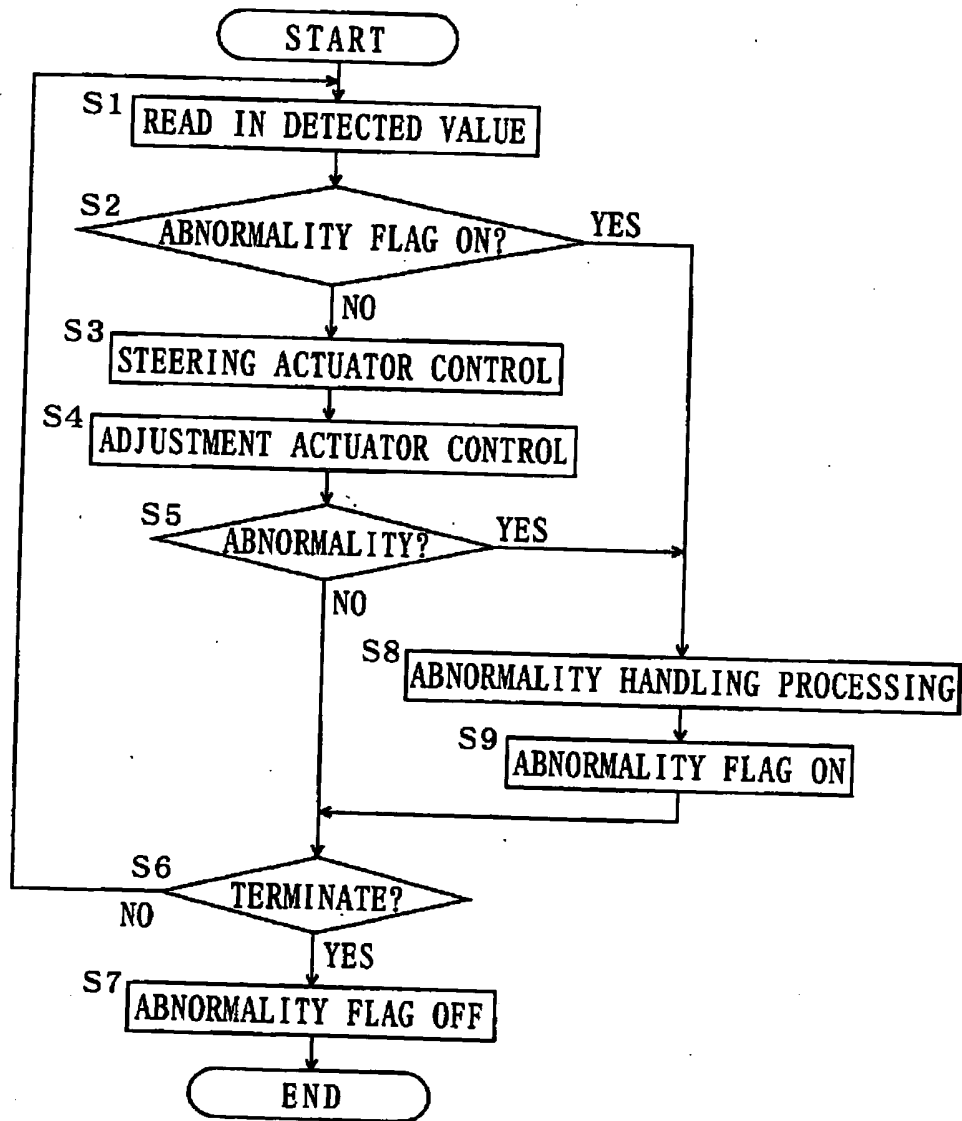 START
S1
READ IN DETECTED VALUE
S2
ABNORMALITY FLAG ON?
YES
NO
S3
STEERING ACTUATOR CONTROL
S4
ADJUSTMENT ACTUATOR CONTROL
S5
ABNORMALITY?
YES
NO
S8
ABNORMALITY HANDLING PROCESSING
S9
ABNORMALITY FLAG ON
S6
TERMINATE?
NO
YES
S7
ABNORMALITY FLAG OFF
END